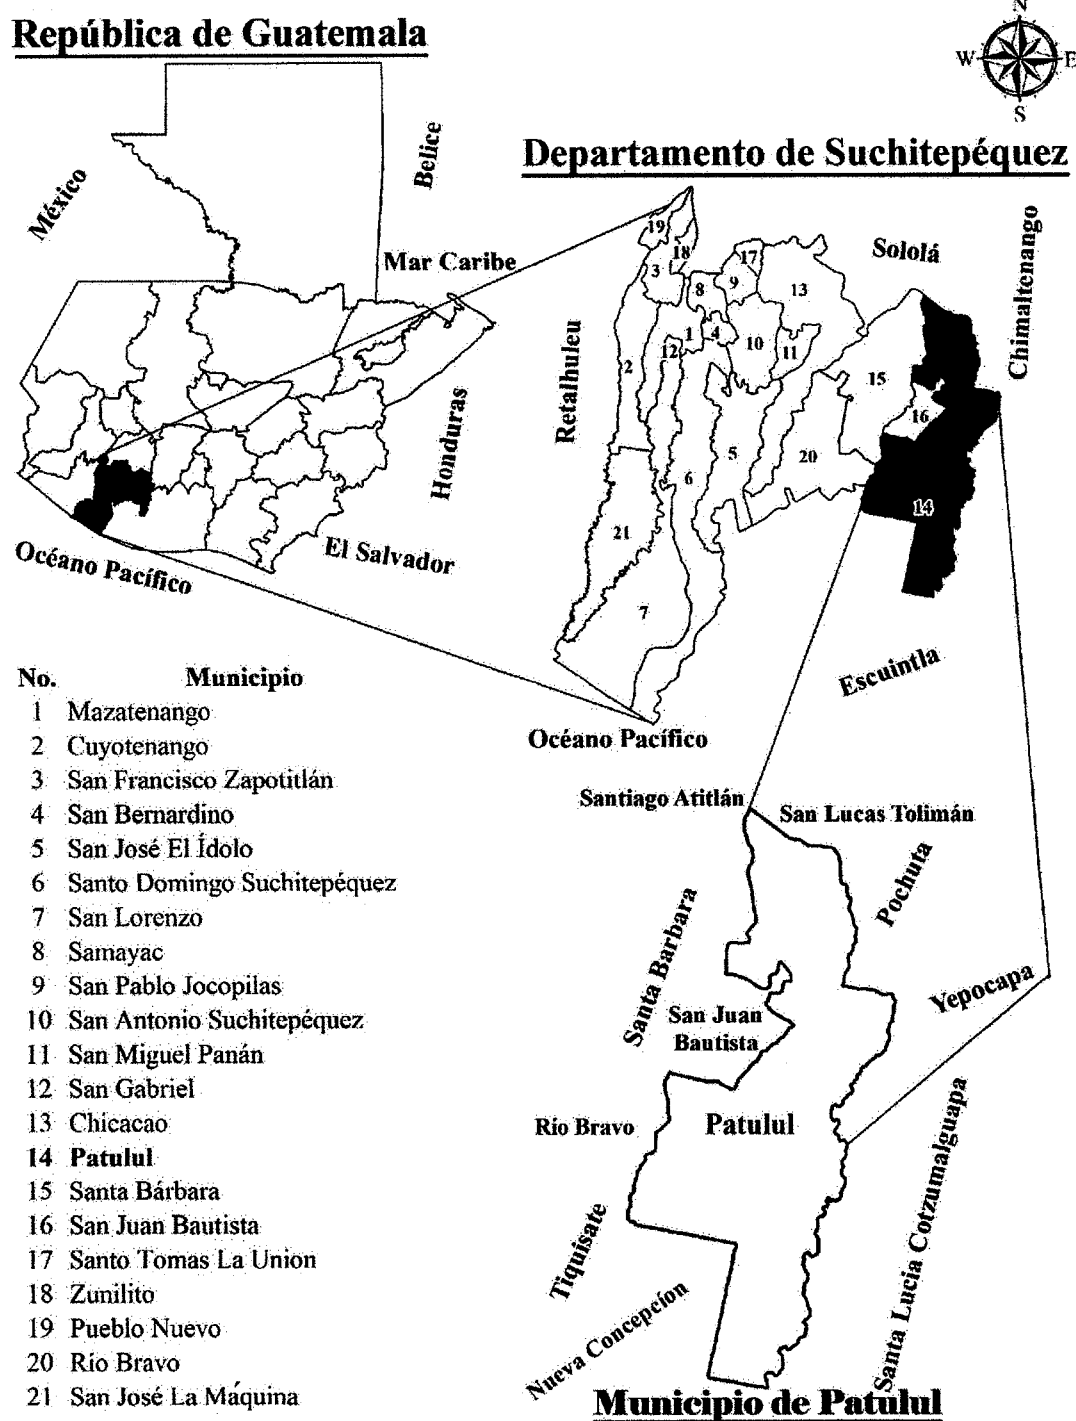 República de Guatemala
N
W
E
S
Departamento de Suchitepéquez
México
Belice
Mar Caribe
Honduras
El Salvador
Océano Pacífico
Retalhuleu
Sololá
Chimaltenango
19
18
17
3
8
9
13
1
4
10
11
12
2
15
16
5
20
6
14
21
7
Escuintla
Océano Pacífico
No. Municipio
1 Mazatenango
2 Cuyotenango
3 San Francisco Zapotitlán
4 San Bernardino
5 San José El Ídolo
6 Santo Domingo Suchitepéquez
7 San Lorenzo
8 Samayac
9 San Pablo Jocopilas
10 San Antonio Suchitepéquez
11 San Miguel Panán
12 San Gabriel
13 Chicacao
14 Patulul
15 Santa Bárbara
16 San Juan Bautista
17 Santo Tomas La Union
18 Zunilito
19 Pueblo Nuevo
20 Río Bravo
21 San José La Máquina
Santiago Atitlán
San Lucas Tolimán
Pochuta
Santa Barbara
Yepocapa
San Juan
Bautista
Río Bravo
Patulul
Tiquisate
Santa Lucia Cotzumalguapa
Nueva Concepcíon
Municipio de Patulul